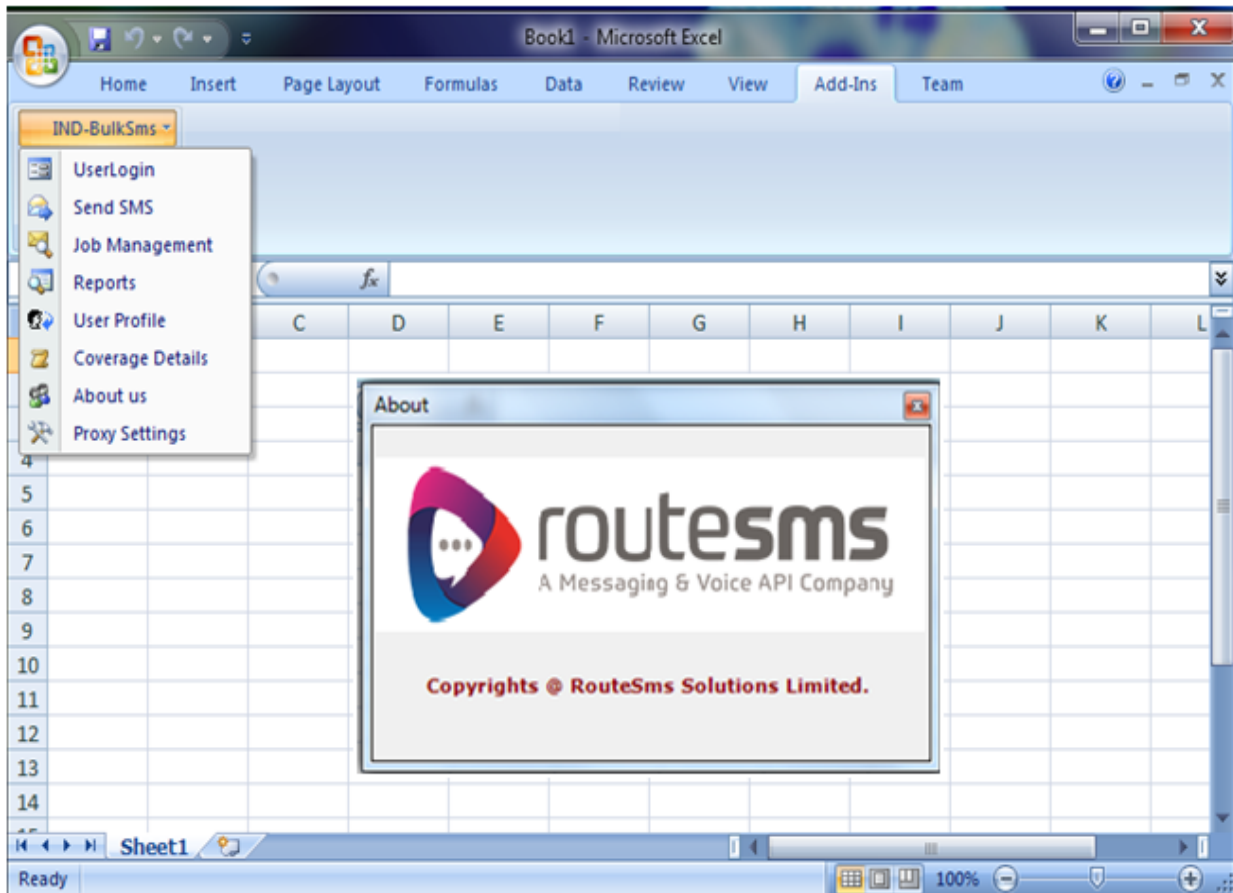 Book1 - Microsoft Excel
Home Insert Page Layout Formulas Data Review View Add-Ins Team
IND-BulkSms
UserLogin
Send SMS
Job Management
Reports
User Profile
Coverage Details
About us
Proxy Settings
fx
C D E F G H I J K L
About
routesms
A Messaging & Voice API Company
Copyrights @ RouteSms Solutions Limited.
4
5
6
7
8
9
10
11
12
13
14
Sheet1
Ready 100%